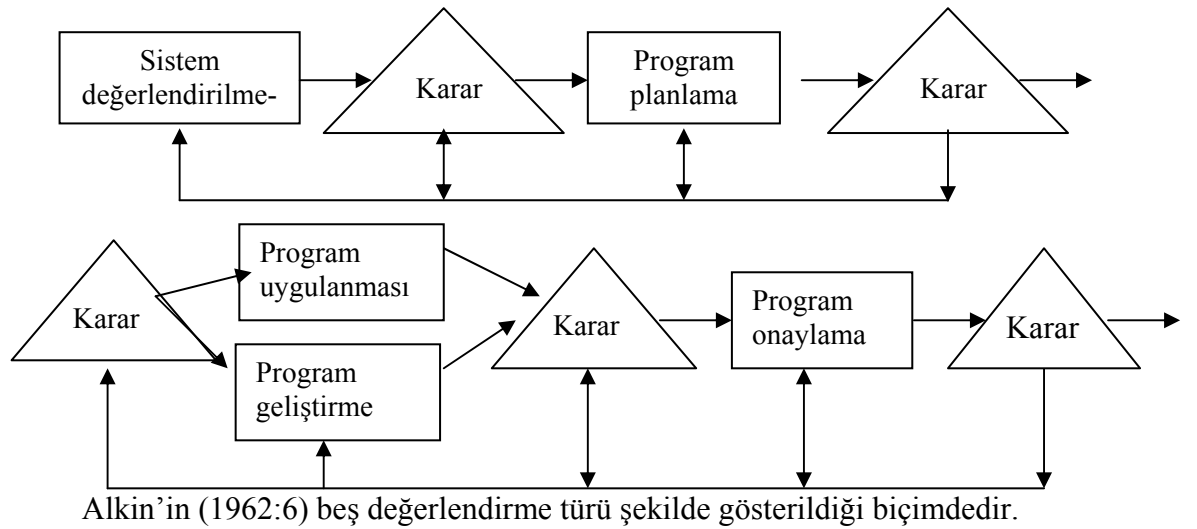 Sistem
değerlendirilme-
Karar
Program
planlama
Karar
Karar
Program
uygulanması
Program
geliştirme
Karar
Program
onaylama
Karar
Alkin’in (1962:6) beş değerlendirme türü şekilde gösterildiği biçimdedir.